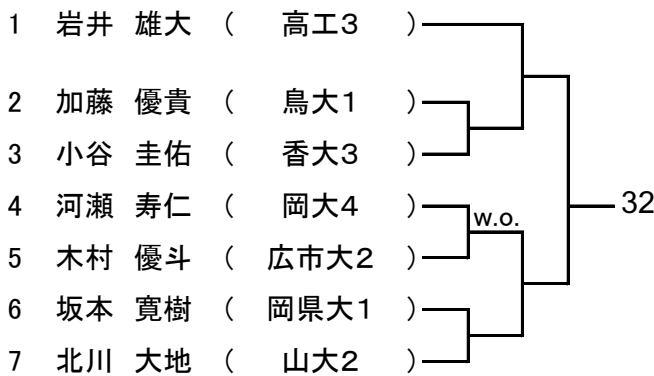 1 岩井 雄大 ( 高工3 )
2 加藤 優貴 ( 鳥大1 )
3 小谷 圭佑 ( 香大3 )
4 河瀬 寿仁 ( 岡大4 )
w.o.
32
5 木村 優斗 ( 広市大2 )
6 坂本 寛樹 ( 岡県大1 )
7 北川 大地 ( 山大2 )